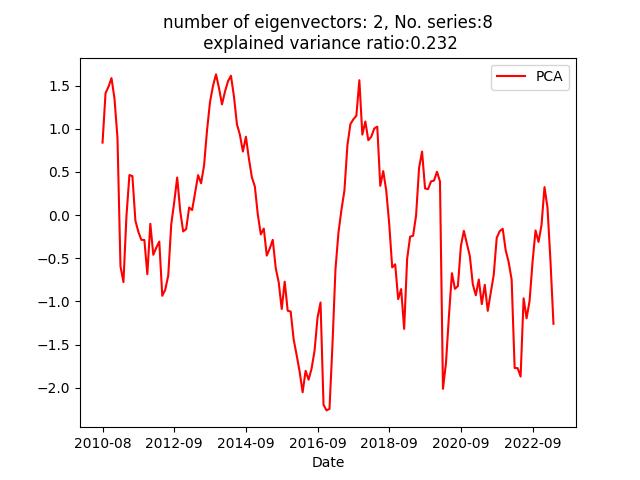 number of eigenvectors: 2, No. series:8
explained variance ratio:0.232
PCA
1.5
1.0
0.5
0.0
−0.5
−1.0
−1.5
−2.0
2010-08 2012-09 2014-09 2016-09 2018-09 2020-09 2022-09
Date